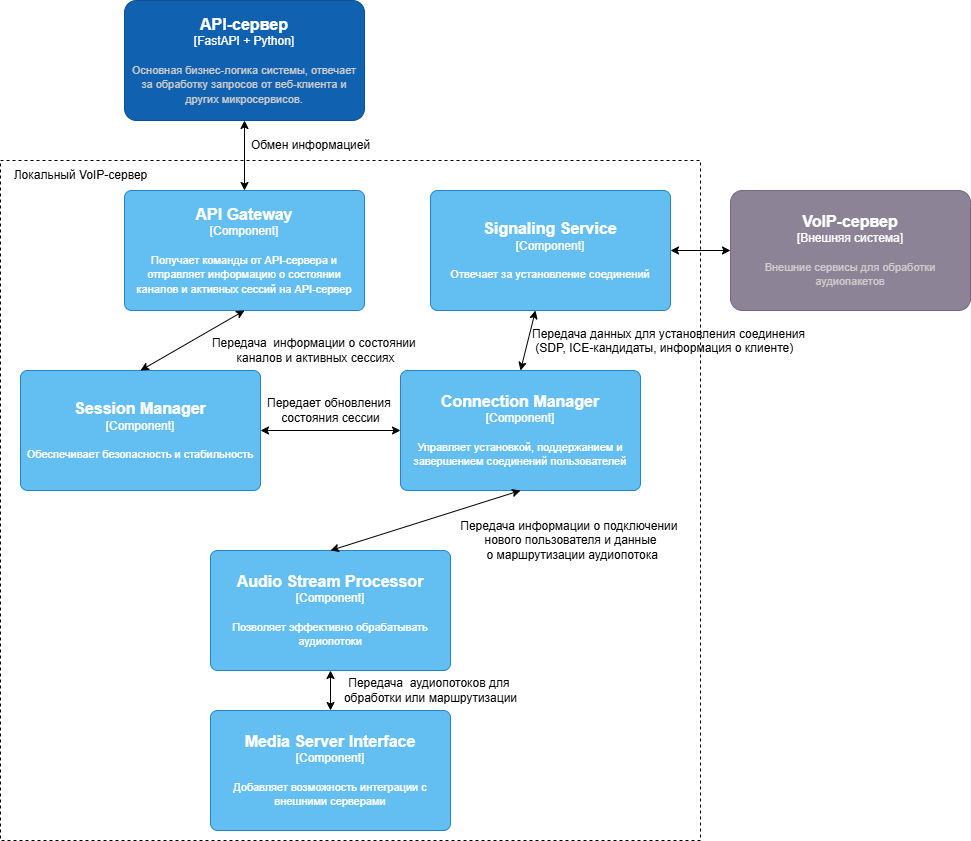 API-сервер
[FastAPI + Python]
Основная бизнес-логика системы, отвечает
за обработку запросов от веб-клиента и
других микросервисов.
Обмен информацией
Локальный VoIP-сервер
API Gateway
[Component]
Получает команды от API-сервера и
отправляет информацию о состоянии
каналов и активных сессий на API-сервер
Signaling Service
[Component]
Отвечает за установление соединений
VoIP-сервер
[Внешняя система]
Внешние сервисы для обработки
аудиопакетов
Передача информации о состоянии
каналов и активных сессиях
Передача данных для установления соединения
(SDP, ICE-кандидаты, информация о клиенте)
Session Manager
[Component]
Обеспечивает безопасность и стабильность
Передает обновления
состояния сессии
Connection Manager
[Component]
Управляет установкой, поддержанием и
завершением соединений пользователей
Передача информации о подключении
нового пользователя и данные
о маршрутизации аудиопотока
Audio Stream Processor
[Component]
Позволяет эффективно обрабатывать
аудиопотоки
Передача аудиопотоков для
обработки или маршрутизации
Media Server Interface
[Component]
Добавляет возможность интеграции с
внешними серверами